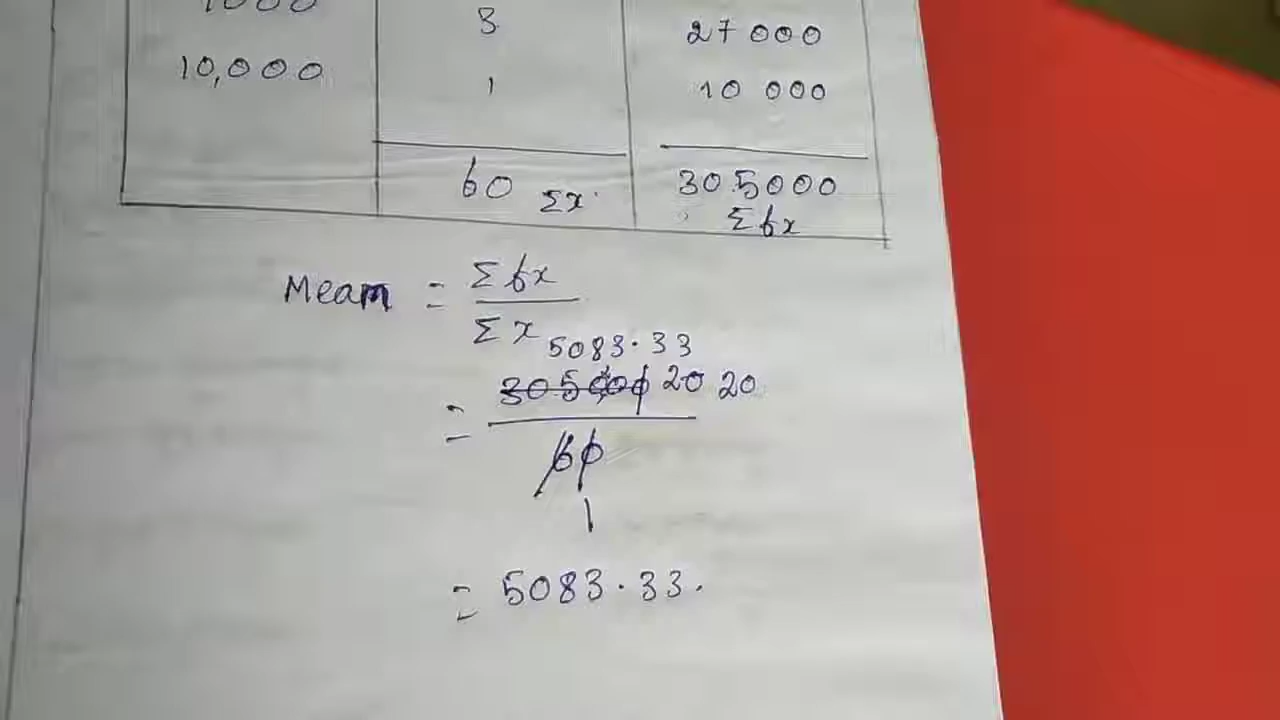 3 27000
10,000 1 10 000
60 Σx 305000
Σfx
Mean = Σfx
Σx
5083.33
= 305000 20 20
60
1
= 5083.33.